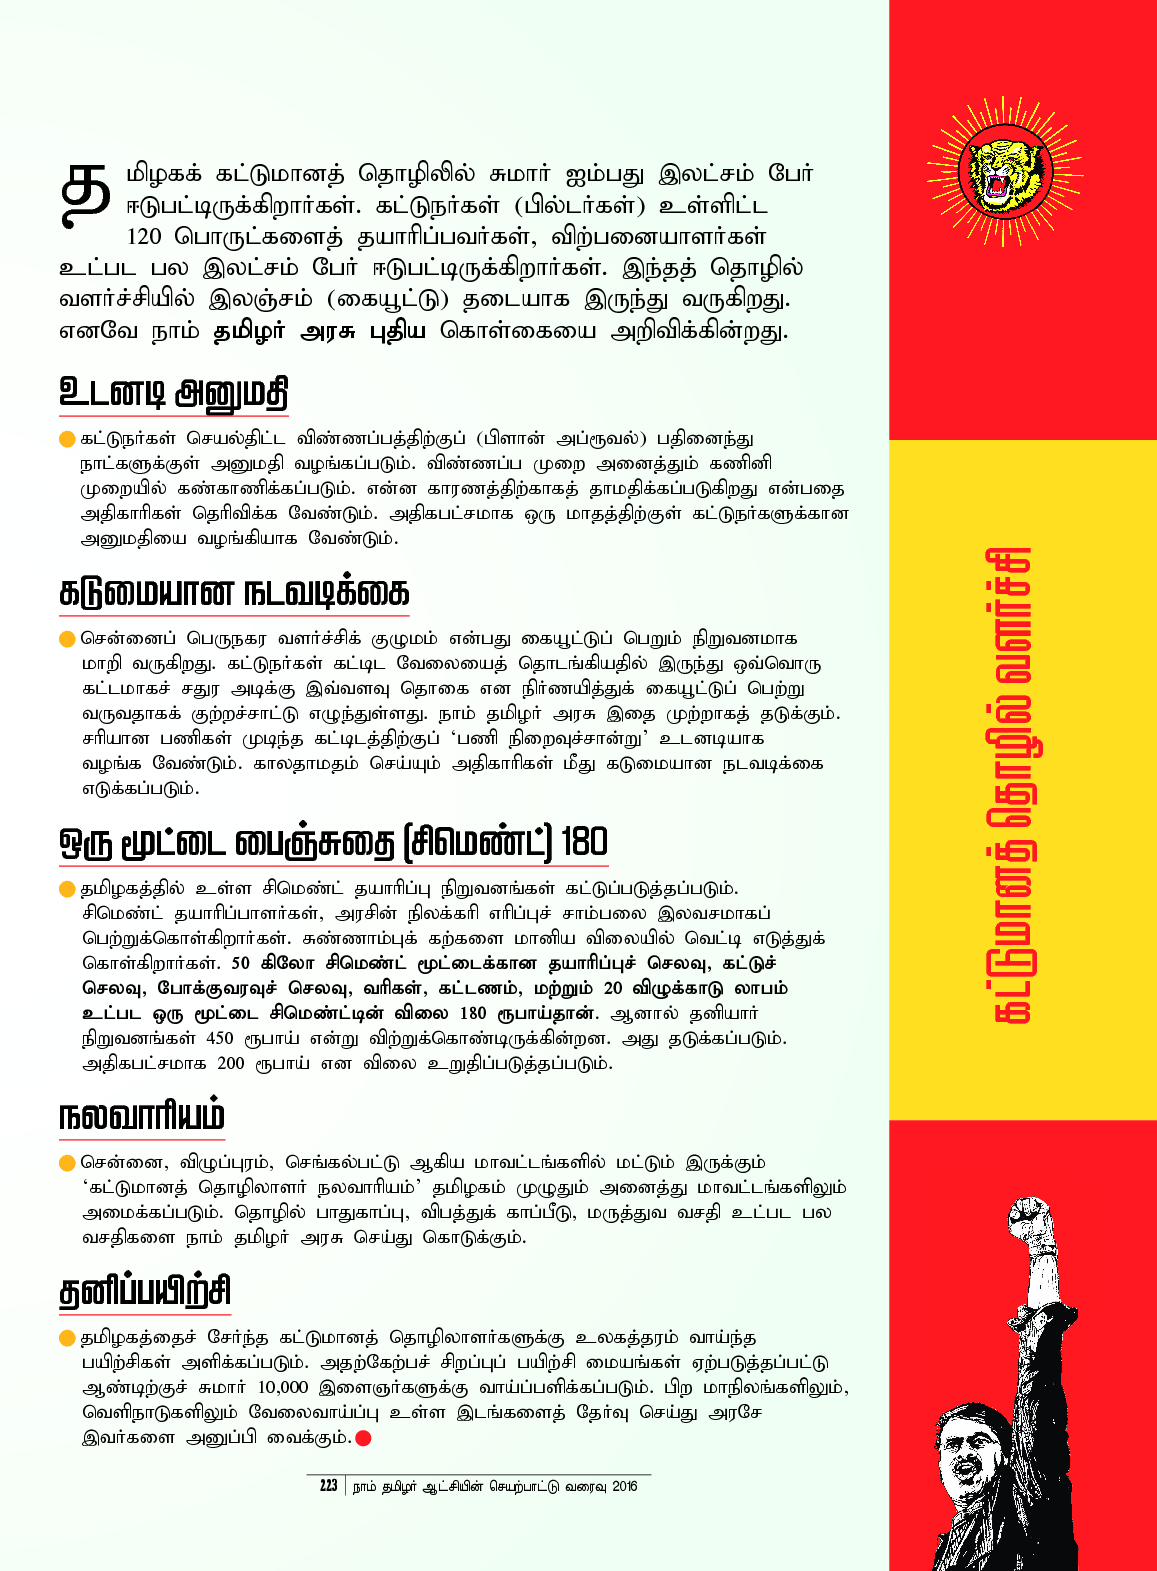 தமிழகக் கட்டுமானத் தொழிலில் சுமார் ஐம்பது இலட்சம் பேர்
ஈடுபட்டிருக்கிறார்கள். கட்டுநர்கள் (பில்டர்கள்) உள்ளிட்ட
120 பொருட்களைத் தயாரிப்பவர்கள், விற்பனையாளர்கள்
உட்பட பல இலட்சம் பேர் ஈடுபட்டிருக்கிறார்கள். இந்தத் தொழில்
வளர்ச்சியில் இலஞ்சம் (கையூட்டு) தடையாக இருந்து வருகிறது.
எனவே நாம் தமிழர் அரசு புதிய கொள்கையை அறிவிக்கின்றது.
உடனடி அனுமதி
கட்டுநர்கள் செயல்திட்ட விண்ணப்பத்திற்குப் (பிளான் அப்ரூவல்) பதினைந்து
நாட்களுக்குள் அனுமதி வழங்கப்படும். விண்ணப்ப முறை அனைத்தும் கணினி
முறையில் கண்காணிக்கப்படும். என்ன காரணத்திற்காகத் தாமதிக்கப்படுகிறது என்பதை
அதிகாரிகள் தெரிவிக்க வேண்டும். அதிகபட்சமாக ஒரு மாதத்திற்குள் கட்டுநர்களுக்கான
அனுமதியை வழங்கியாக வேண்டும்.
கடுமையான நடவடிக்கை
சென்னைப் பெருநகர வளர்ச்சிக் குழுமம் என்பது கையூட்டுப் பெறும் நிறுவனமாக
மாறி வருகிறது. கட்டுநர்கள் கட்டிட வேலையைத் தொடங்கியதில் இருந்து ஒவ்வொரு
கட்டமாகச் சதுர அடிக்கு இவ்வளவு தொகை என நிர்ணயித்துக் கையூட்டுப் பெற்று
வருவதாகக் குற்றச்சாட்டு எழுந்துள்ளது. நாம் தமிழர் அரசு இதை முற்றாகத் தடுக்கும்.
சரியான பணிகள் முடிந்த கட்டிடத்திற்குப் ‘பணி நிறைவுச்சான்று’ உடனடியாக
வழங்க வேண்டும். காலதாமதம் செய்யும் அதிகாரிகள் மீது கடுமையான நடவடிக்கை
எடுக்கப்படும்.
ஒரு மூட்டை பைஞ்சுதை (சிமெண்ட்) 180
தமிழகத்தில் உள்ள சிமெண்ட் தயாரிப்பு நிறுவனங்கள் கட்டுப்படுத்தப்படும்.
சிமெண்ட் தயாரிப்பாளர்கள், அரசின் நிலக்கரி எரிப்புச் சாம்பலை இலவசமாகப்
பெற்றுக்கொள்கிறார்கள். சுண்ணாம்புக் கற்களை மானிய விலையில் வெட்டி எடுத்துக்
கொள்கிறார்கள். 50 கிலோ சிமெண்ட் மூட்டைக்கான தயாரிப்புச் செலவு, கட்டுச்
செலவு, போக்குவரவுச் செலவு, வரிகள், கட்டணம், மற்றும் 20 விழுக்காடு லாபம்
உட்பட ஒரு மூட்டை சிமெண்ட்டின் விலை 180 ரூபாய்தான். ஆனால் தனியார்
நிறுவனங்கள் 450 ரூபாய் என்று விற்றுக்கொண்டிருக்கின்றன. அது தடுக்கப்படும்.
அதிகபட்சமாக 200 ரூபாய் என விலை உறுதிப்படுத்தப்படும்.
நலவாரியம்
சென்னை, விழுப்புரம், செங்கல்பட்டு ஆகிய மாவட்டங்களில் மட்டும் இருக்கும்
‘கட்டுமானத் தொழிலாளர் நலவாரியம்’ தமிழகம் முழுதும் அனைத்து மாவட்டங்களிலும்
அமைக்கப்படும். தொழில் பாதுகாப்பு, விபத்துக் காப்பீடு, மருத்துவ வசதி உட்பட பல
வசதிகளை நாம் தமிழர் அரசு செய்து கொடுக்கும்.
தனிப்பயிற்சி
தமிழகத்தைச் சேர்ந்த கட்டுமானத் தொழிலாளர்களுக்கு உலகத்தரம் வாய்ந்த
பயிற்சிகள் அளிக்கப்படும். அதற்கேற்பச் சிறப்புப் பயிற்சி மையங்கள் ஏற்படுத்தப்பட்டு
ஆண்டிற்குச் சுமார் 10,000 இளைஞர்களுக்கு வாய்ப்பளிக்கப்படும். பிற மாநிலங்களிலும்,
வெளிநாடுகளிலும் வேலைவாய்ப்பு உள்ள இடங்களைத் தேர்வு செய்து அரசே
இவர்களை அனுப்பி வைக்கும்.
223 நாம் தமிழர் ஆட்சியின் செயற்பாட்டு வரைவு 2016
கட்டுமானத் தொழில் வளர்ச்சி